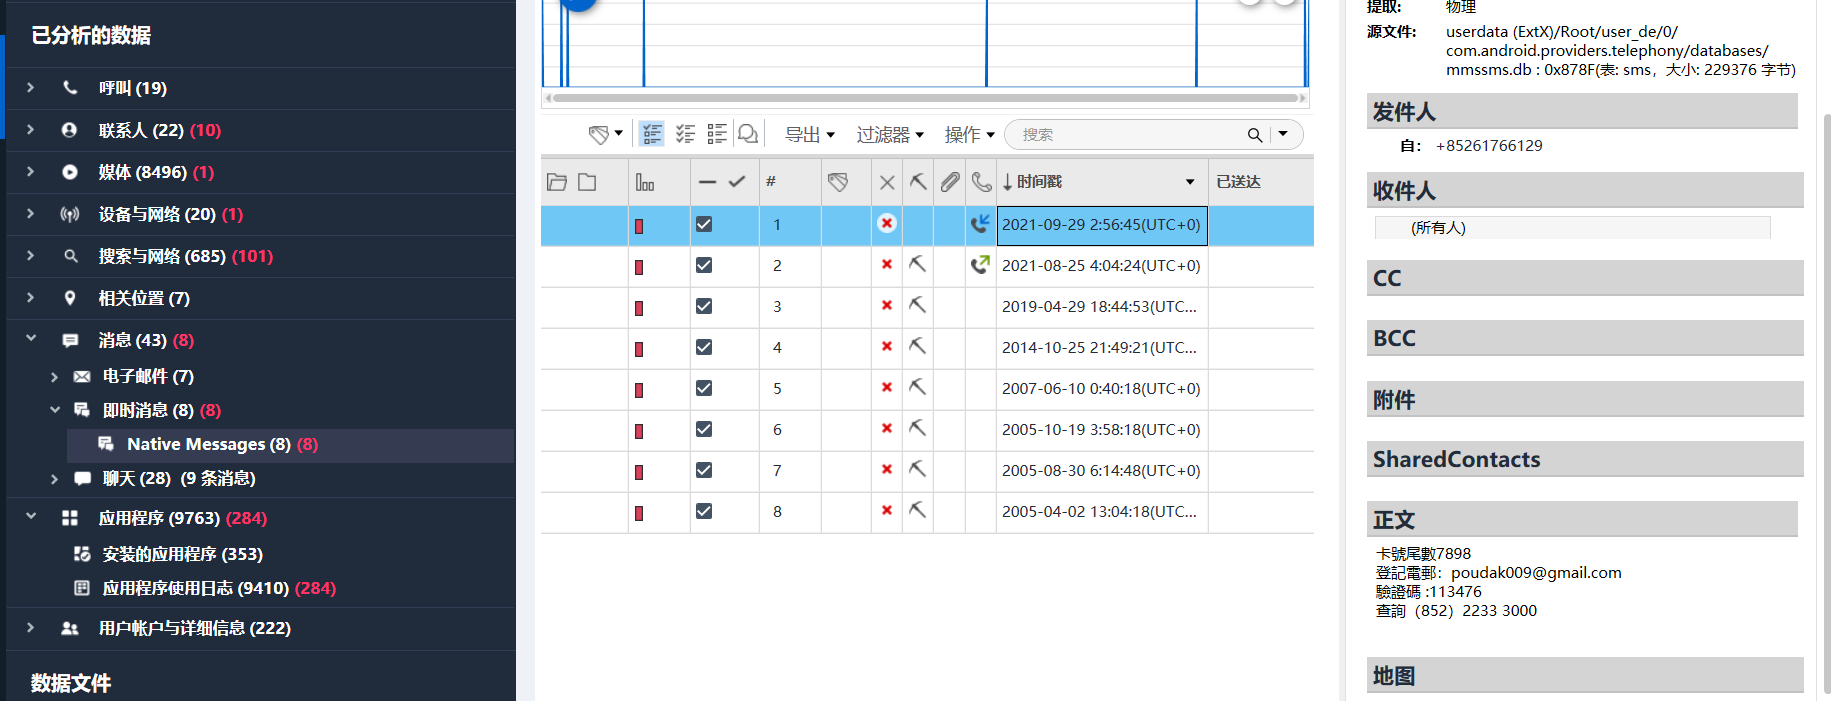 已分析的数据
呼叫 (19)
联系人 (22) (10)
媒体 (8496) (1)
设备与网络 (20) (1)
搜索与网络 (685) (101)
相关位置 (7)
消息 (43) (8)
电子邮件 (7)
即时消息 (8) (8)
Native Messages (8) (8)
聊天 (28) (9 条消息)
应用程序 (9763) (284)
安装的应用程序 (353)
应用程序使用日志 (9410) (284)
用户帐户与详细信息 (222)
数据文件
导出 过滤器 操作 搜索
# 时间戳 已送达
1 2021-09-29 2:56:45(UTC+0)
2 2021-08-25 4:04:24(UTC+0)
3 2019-04-29 18:44:53(UTC...
4 2014-10-25 21:49:21(UTC...
5 2007-06-10 0:40:18(UTC+0)
6 2005-10-19 3:58:18(UTC+0)
7 2005-08-30 6:14:48(UTC+0)
8 2005-04-02 13:04:18(UTC...
提取: 物理
源文件: userdata (ExtX)/Root/user_de/0/
com.android.providers.telephony/databases/
mmssms.db : 0x878F(表: sms，大小: 229376 字节)
发件人
自: +85261766129
收件人
(所有人)
CC
BCC
附件
SharedContacts
正文
卡號尾數7898
登記電郵：poudak009@gmail.com
驗證碼 :113476
查詢（852）2233 3000
地图